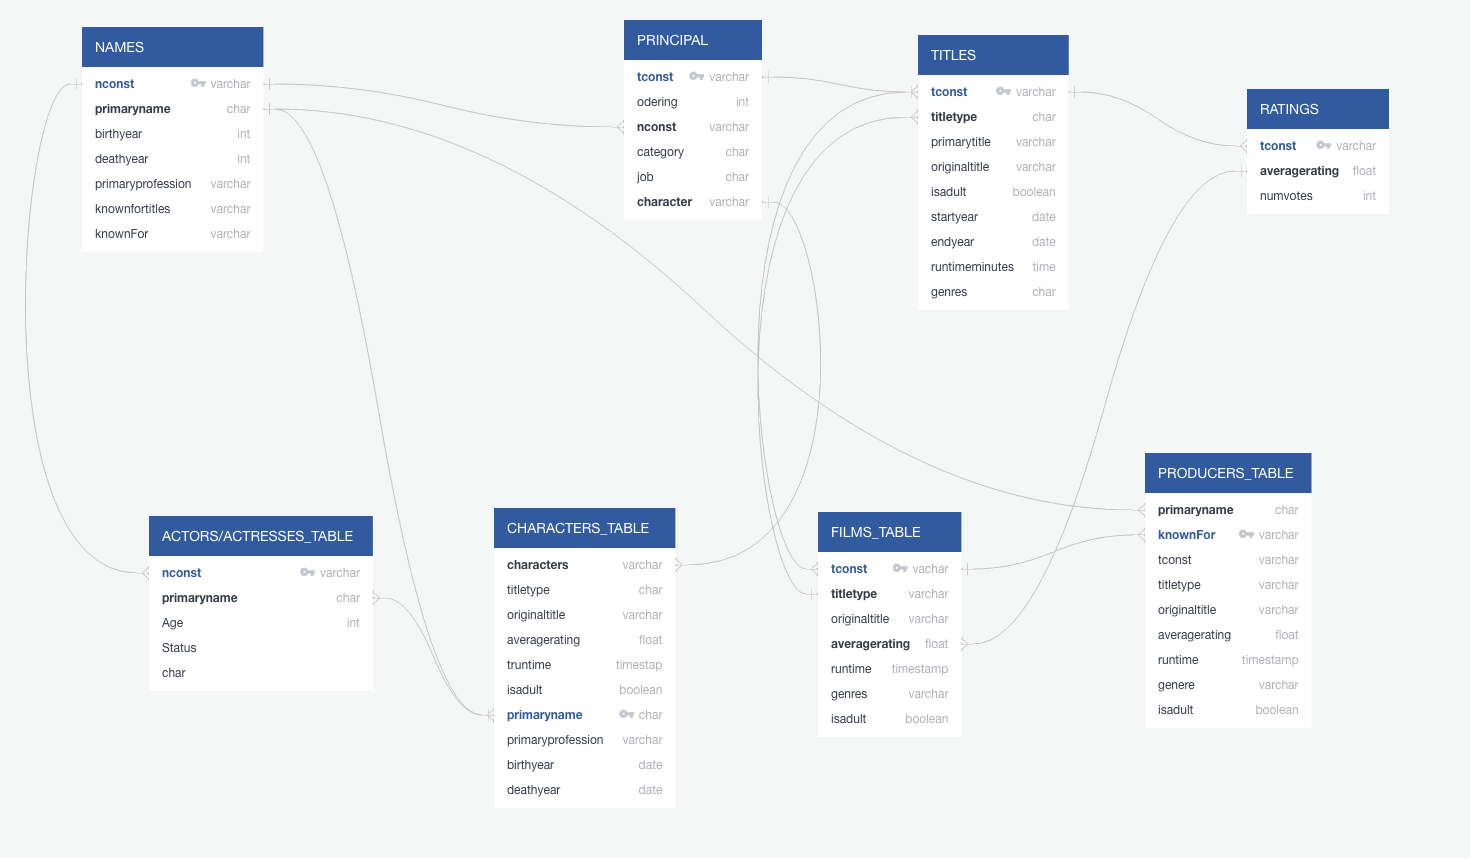 NAMES
nconst varchar
primaryname char
birthyear int
deathyear int
primaryprofession varchar
knownfortitles varchar
knownFor varchar
PRINCIPAL
tconst varchar
odering int
nconst varchar
category char
job char
character varchar
TITLES
tconst varchar
titletype char
primarytitle varchar
originaltitle varchar
isadult boolean
startyear date
endyear date
runtimeminutes time
genres char
RATINGS
tconst varchar
averagerating float
numvotes int
ACTORS/ACTRESSES_TABLE
nconst varchar
primaryname char
Age int
Status
char
CHARACTERS_TABLE
characters varchar
titletype char
originaltitle varchar
averagerating float
truntime timestap
isadult boolean
primaryname char
primaryprofession varchar
birthyear date
deathyear date
FILMS_TABLE
tconst vachar
titletype varchar
originaltitle varchar
averagerating float
runtime timestamp
genres varchar
isadult boolean
PRODUCERS_TABLE
primaryname char
knownFor varchar
tconst varchar
titletype varchar
originaltitle varchar
averagerating float
runtime timestamp
genere varchar
isadult boolean